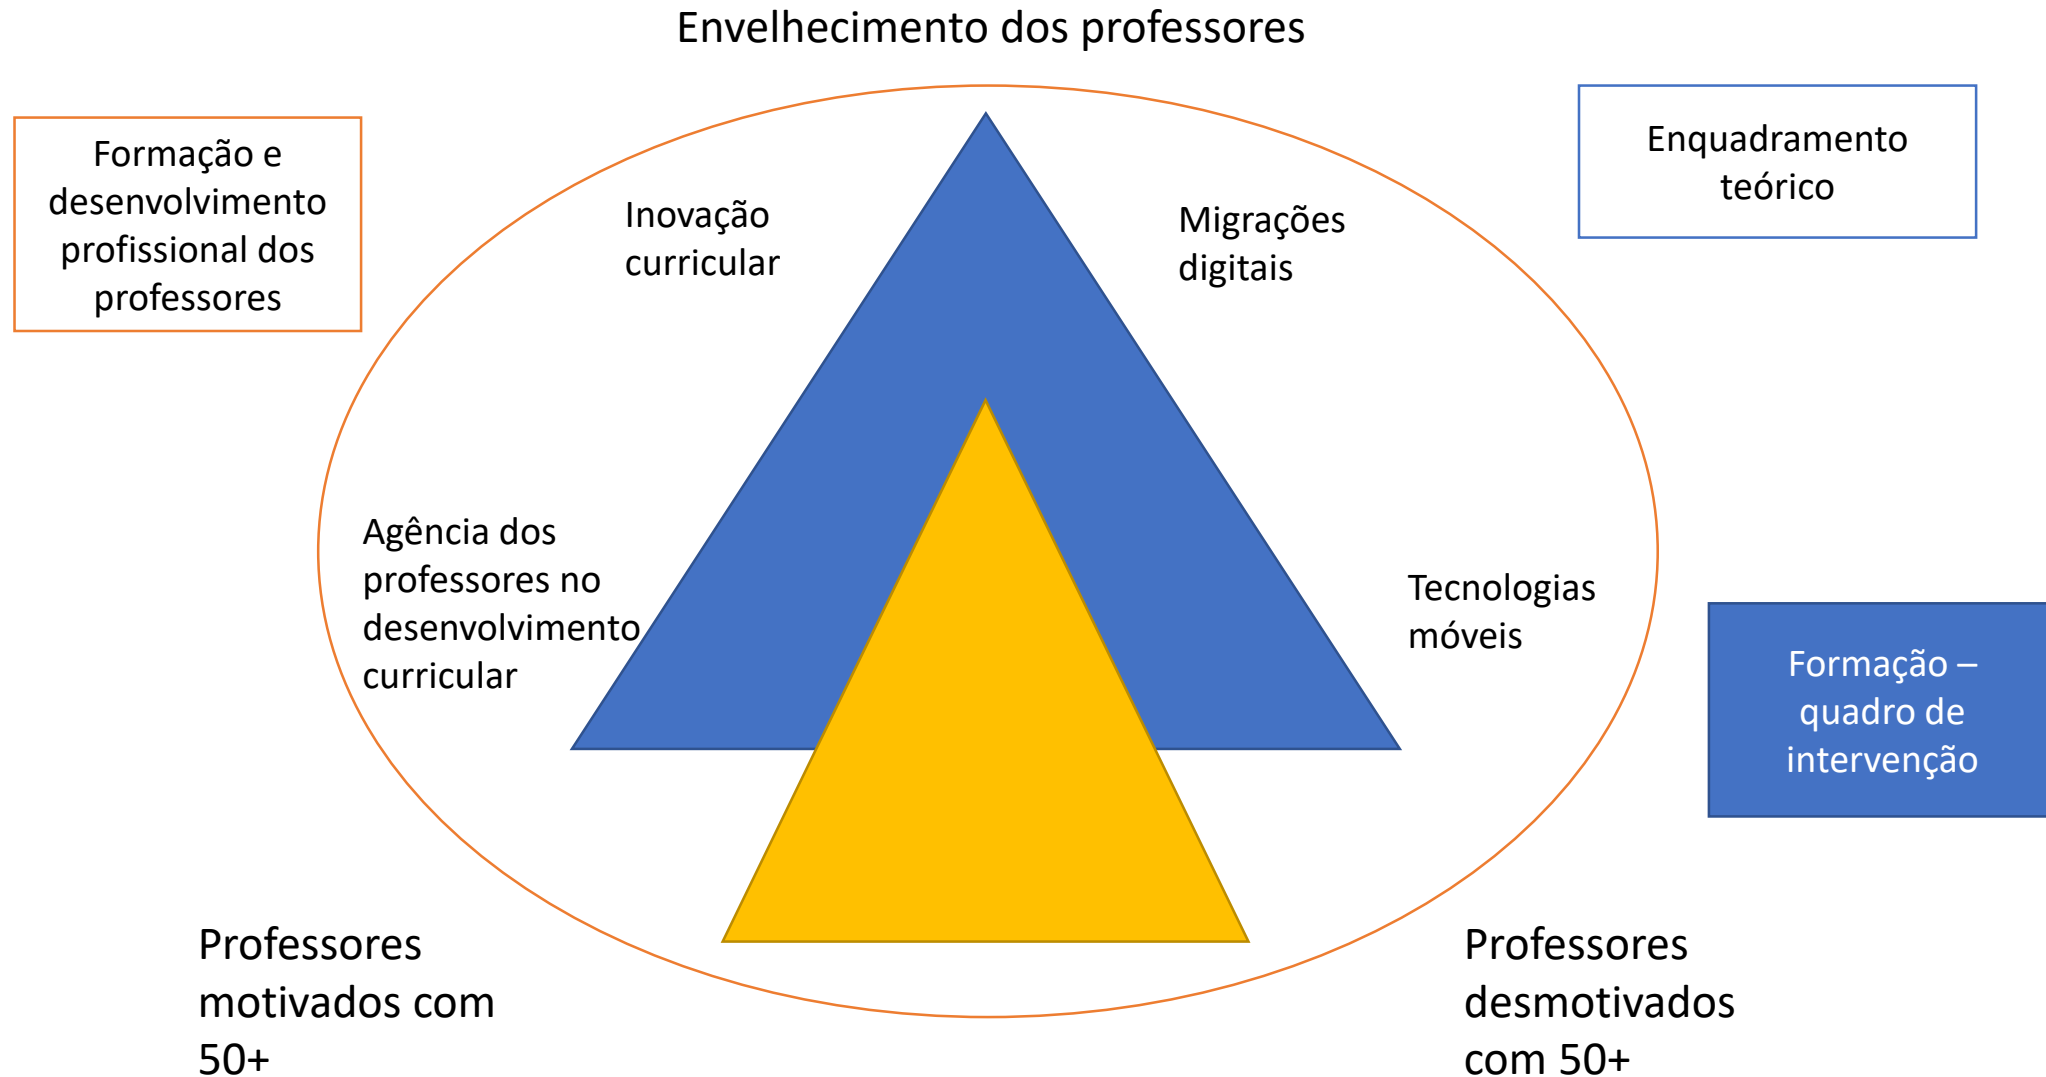 Envelhecimento dos professores
Formação e
desenvolvimento
profissional dos
professores
Enquadramento
teórico
Inovação
curricular
Migrações
digitais
Agência dos
professores no
desenvolvimento
curricular
Tecnologias
móveis
Formação –
quadro de
intervenção
Professores
motivados com
50+
Professores
desmotivados
com 50+